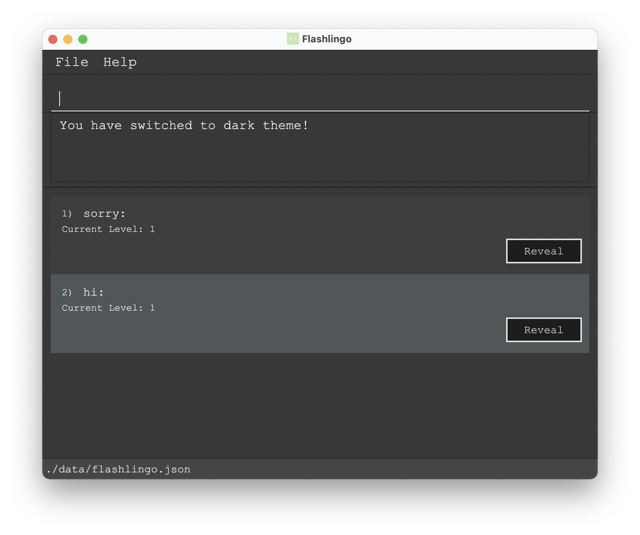 Flashlingo
File Help
You have switched to dark theme!
1) sorry:
Current Level: 1
Reveal
2) hi:
Current Level: 1
Reveal
./data/flashlingo.json